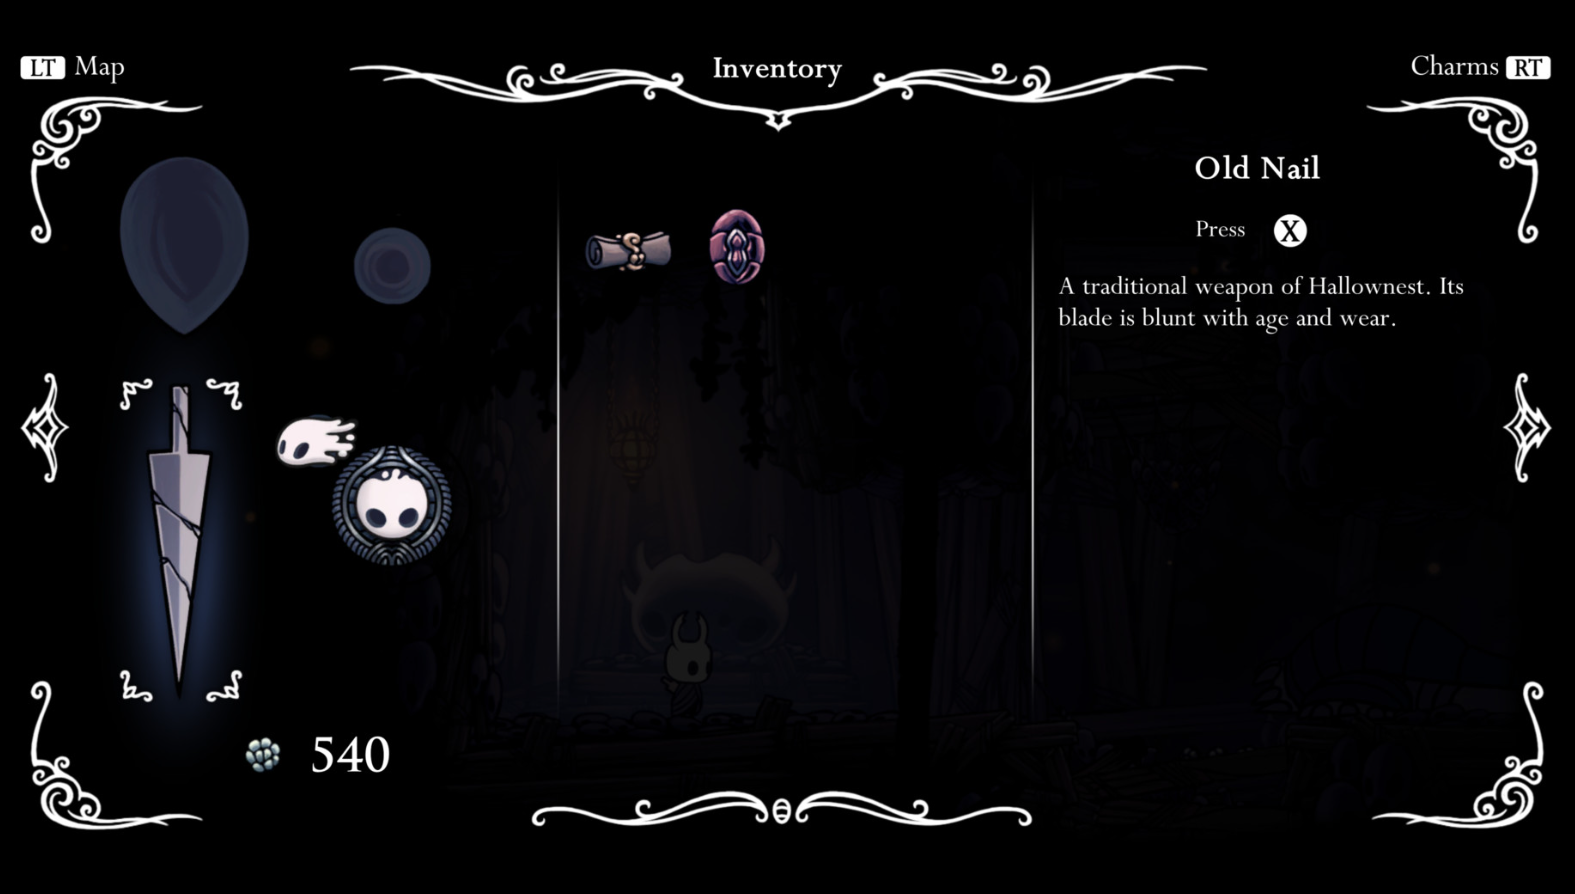 LT Map
Inventory
Charms RT
Old Nail
Press X
A traditional weapon of Hallownest. Its
blade is blunt with age and wear.
540